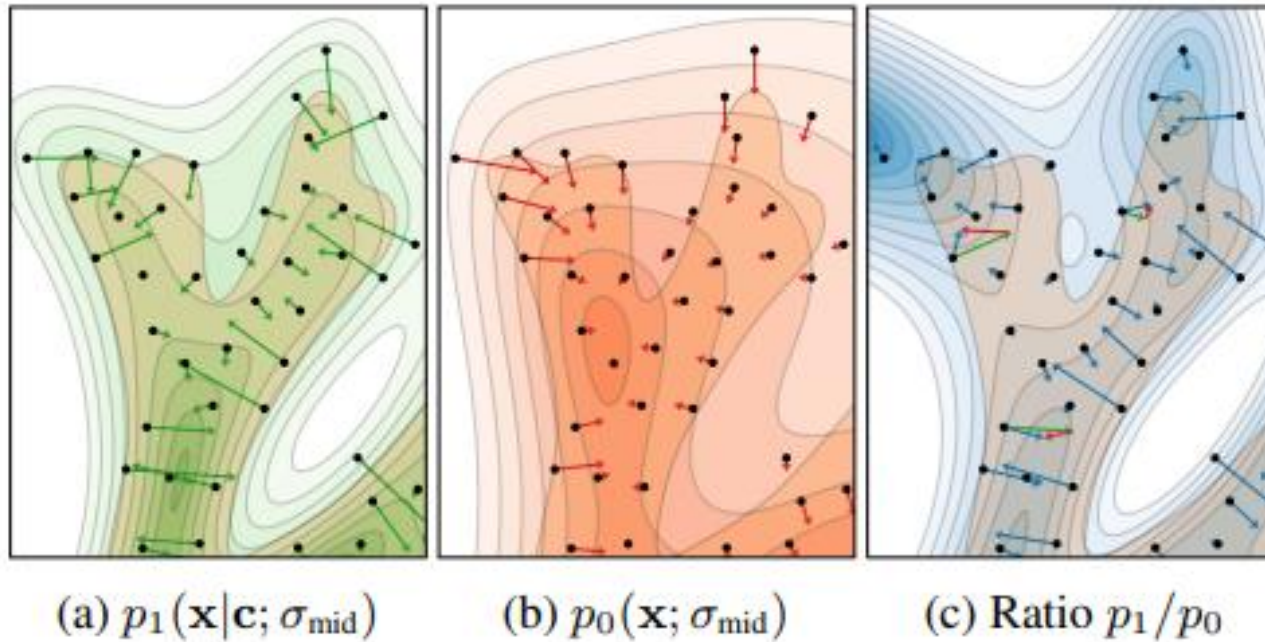 (a) p₁(x|c; σ_mid)
(b) p₀(x; σ_mid)
(c) Ratio p₁/p₀